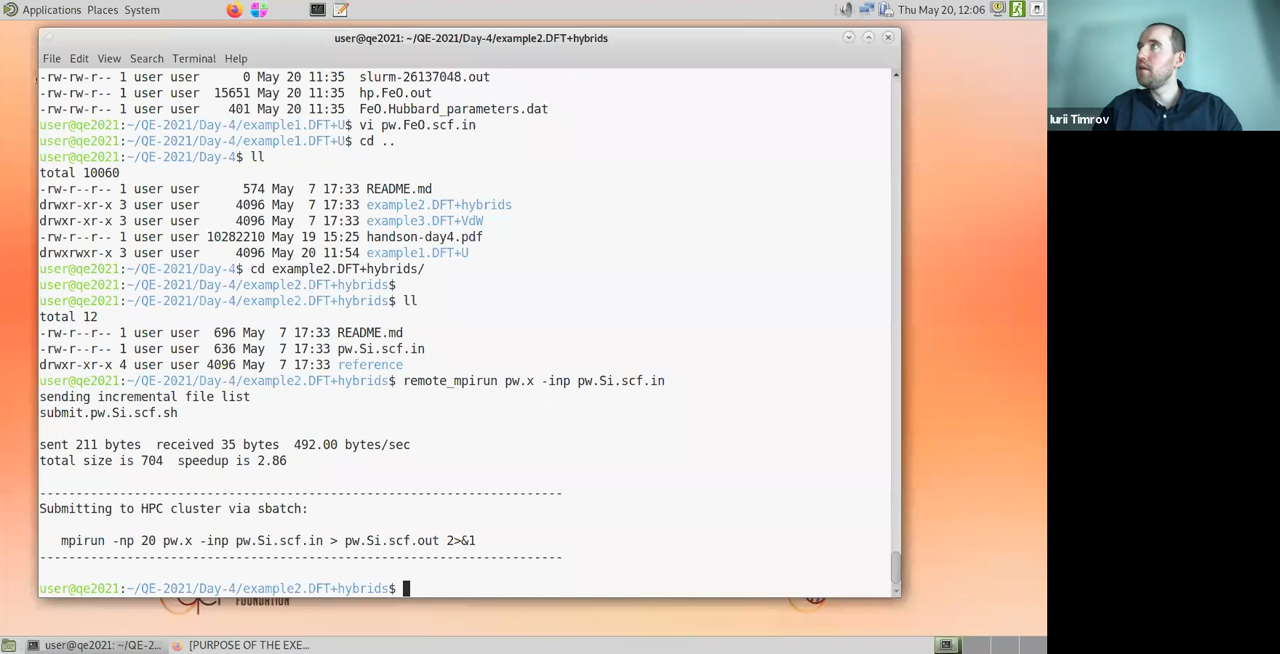 Applications Places System
Thu May 20, 12:06
user@qe2021: ~/QE-2021/Day-4/example2.DFT+hybrids
File Edit View Search Terminal Help
-rw-rw-r-- 1 user user 0 May 20 11:35 slurm-26137048.out
-rw-rw-r-- 1 user user 15651 May 20 11:35 hp.FeO.out
-rw-rw-r-- 1 user user 401 May 20 11:35 FeO.Hubbard_parameters.dat
user@qe2021:~/QE-2021/Day-4/example1.DFT+U$ vi pw.FeO.scf.in
user@qe2021:~/QE-2021/Day-4/example1.DFT+U$ cd ..
user@qe2021:~/QE-2021/Day-4$ ll
total 10060
-rw-r--r-- 1 user user 574 May 7 17:33 README.md
drwxr-xr-x 3 user user 4096 May 7 17:33 example2.DFT+hybrids
drwxr-xr-x 3 user user 4096 May 7 17:33 example3.DFT+VdW
-rw-r--r-- 1 user user 10282210 May 19 15:25 handson-day4.pdf
drwxrwxr-x 3 user user 4096 May 20 11:54 example1.DFT+U
user@qe2021:~/QE-2021/Day-4$ cd example2.DFT+hybrids/
user@qe2021:~/QE-2021/Day-4/example2.DFT+hybrids$
user@qe2021:~/QE-2021/Day-4/example2.DFT+hybrids$ ll
total 12
-rw-r--r-- 1 user user 696 May 7 17:33 README.md
-rw-r--r-- 1 user user 636 May 7 17:33 pw.Si.scf.in
drwxr-xr-x 4 user user 4096 May 7 17:33 reference
user@qe2021:~/QE-2021/Day-4/example2.DFT+hybrids$ remote_mpirun pw.x -inp pw.Si.scf.in
sending incremental file list
submit.pw.Si.scf.sh
sent 211 bytes received 35 bytes 492.00 bytes/sec
total size is 704 speedup is 2.86
-----------------------------------------------------------------------
Submitting to HPC cluster via sbatch:
mpirun -np 20 pw.x -inp pw.Si.scf.in > pw.Si.scf.out 2>&1
-----------------------------------------------------------------------
user@qe2021:~/QE-2021/Day-4/example2.DFT+hybrids$
FOUNDATION
user@qe2021: ~/QE-2...
[PURPOSE OF THE EXE...
Iurii Timrov